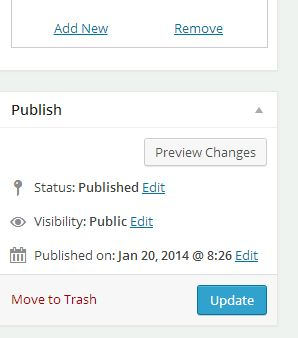 Add New Remove
Publish
Preview Changes
Status: Published Edit
Visibility: Public Edit
Published on: Jan 20, 2014 @ 8:26 Edit
Move to Trash Update